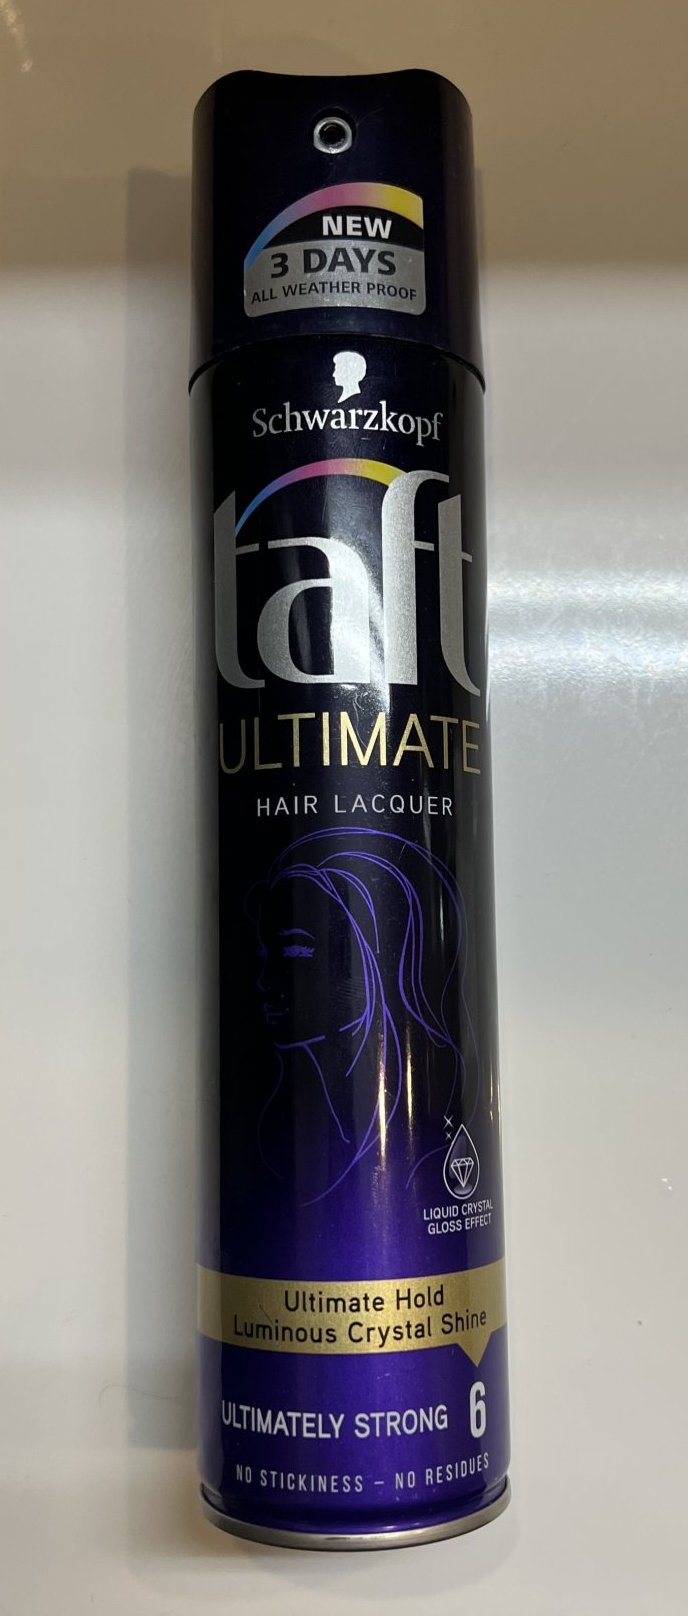 NEW
3 DAYS
ALL WEATHER PROOF
Schwarzkopf
taft
ULTIMATE
HAIR LACQUER
LIQUID CRYSTAL
GLOSS EFFECT
Ultimate Hold
Luminous Crystal Shine
ULTIMATELY STRONG 6
NO STICKINESS – NO RESIDUES